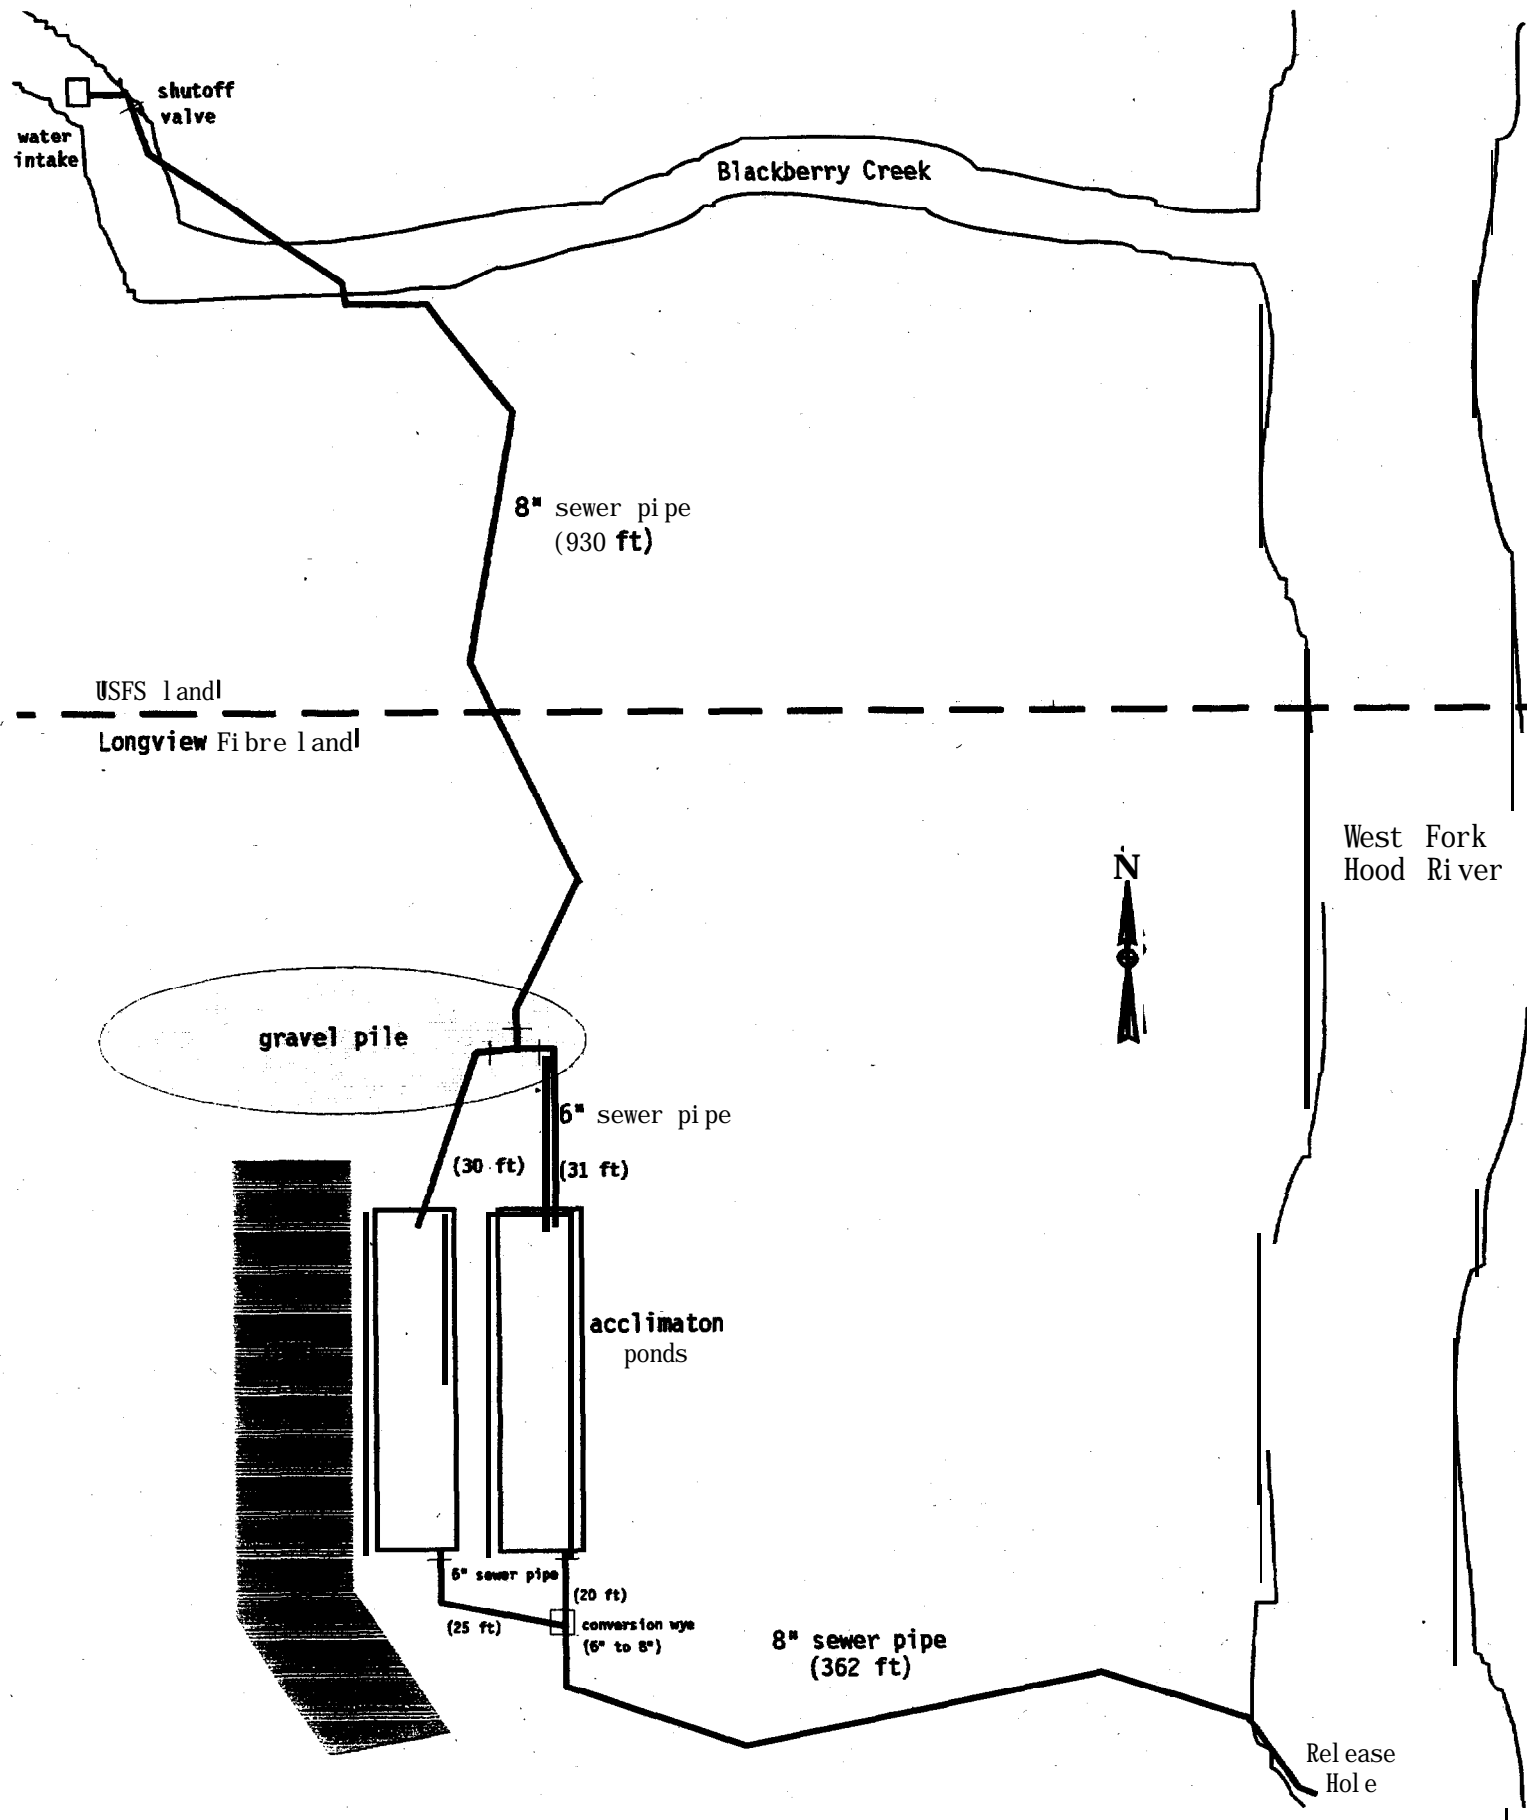 shutoff
valve
water
intake
Blackberry Creek
8" sewer pipe
(930 ft)
USFS land
Longview Fibre land
West Fork
Hood River
N
gravel pile
6" sewer pipe
(30 ft)
(31 ft)
acclimaton
ponds
6" sewer pipe
(20 ft)
(25 ft)
conversion wye
(6" to 8")
8" sewer pipe
(362 ft)
Release
Hole